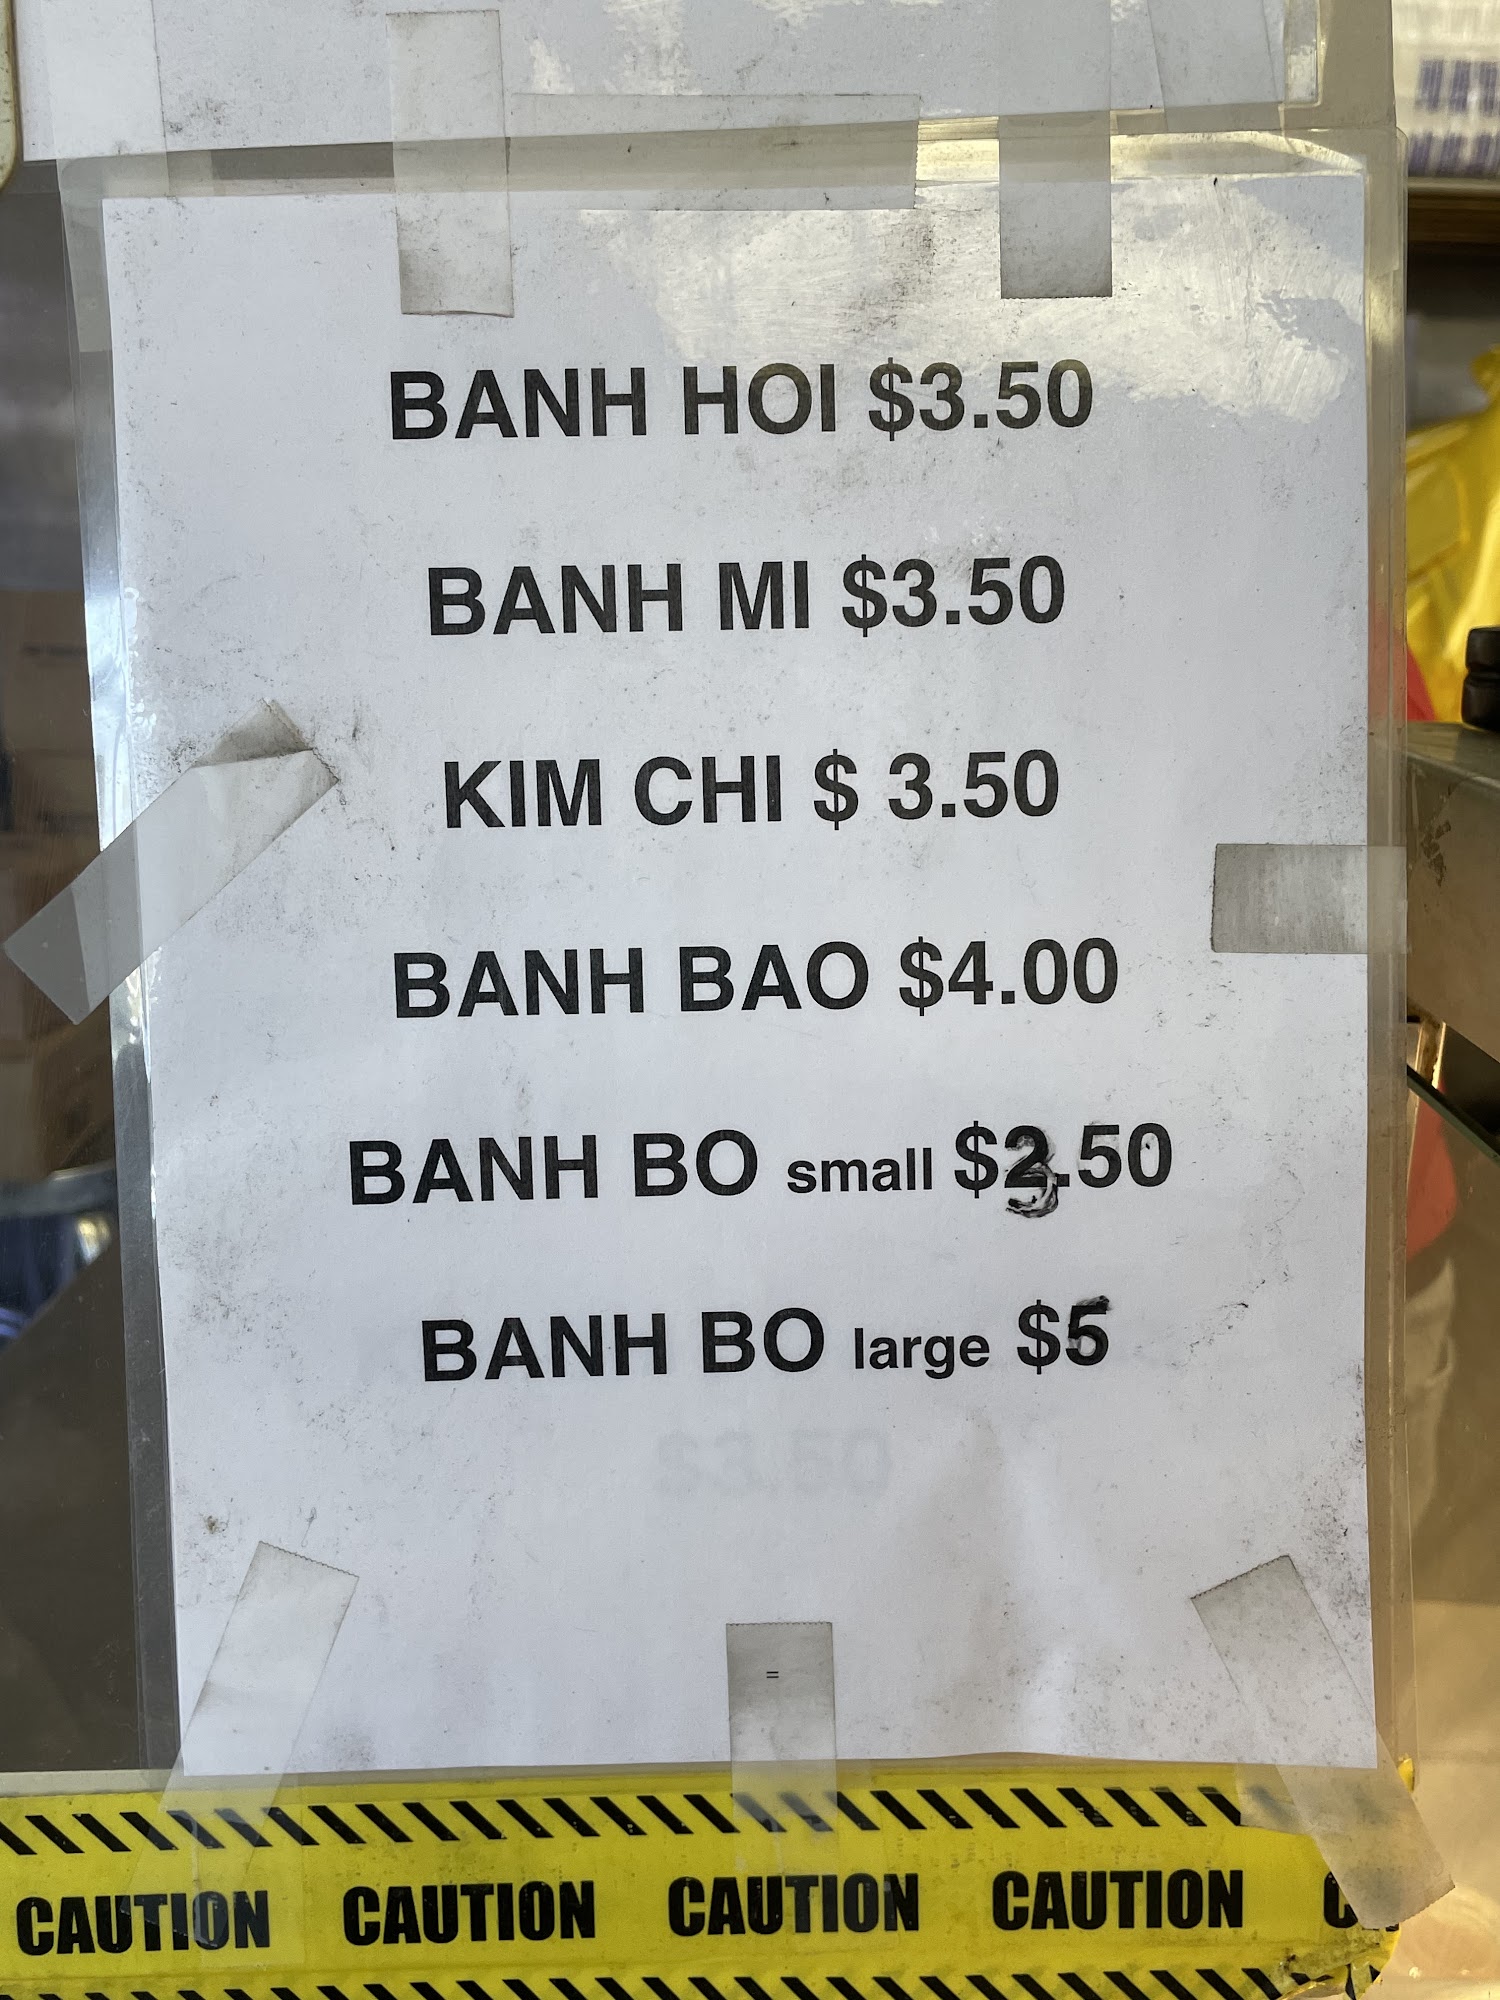 BANH HOI $3.50
BANH MI $3.50
KIM CHI $ 3.50
BANH BAO $4.00
BANH BO small $3.50
BANH BO large $5
=
CAUTION CAUTION CAUTION CAUTION